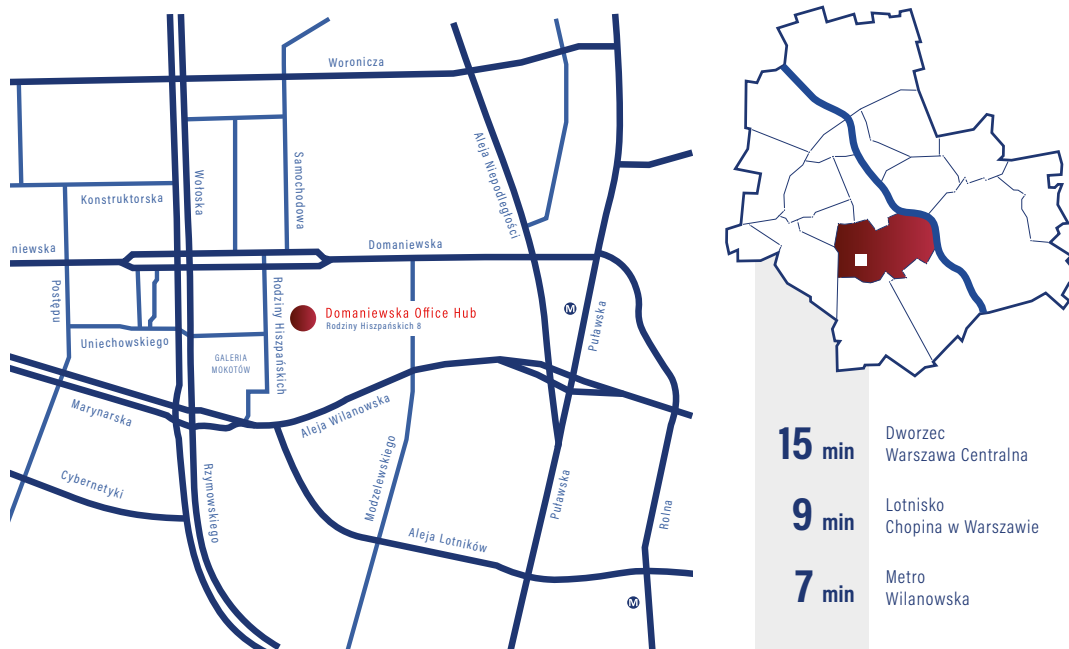 Woronicza
Aleja Niepodległości
Samochodowa
Wołoska
Konstruktorska
niewska
Domaniewska
Postępu
Rodziny Hiszpańskich
Domaniewska Office Hub
Rodziny Hiszpańskich 8
M
Puławska
Uniechowskiego
GALERIA
MOKOTÓW
Marynarska
Aleja Wilanowska
Cybernetyki
Rzymowskiego
Modzelewskiego
Aleja Lotników
Puławska
Rolna
M
15 min
Dworzec
Warszawa Centralna
9 min
Lotnisko
Chopina w Warszawie
7 min
Metro
Wilanowska